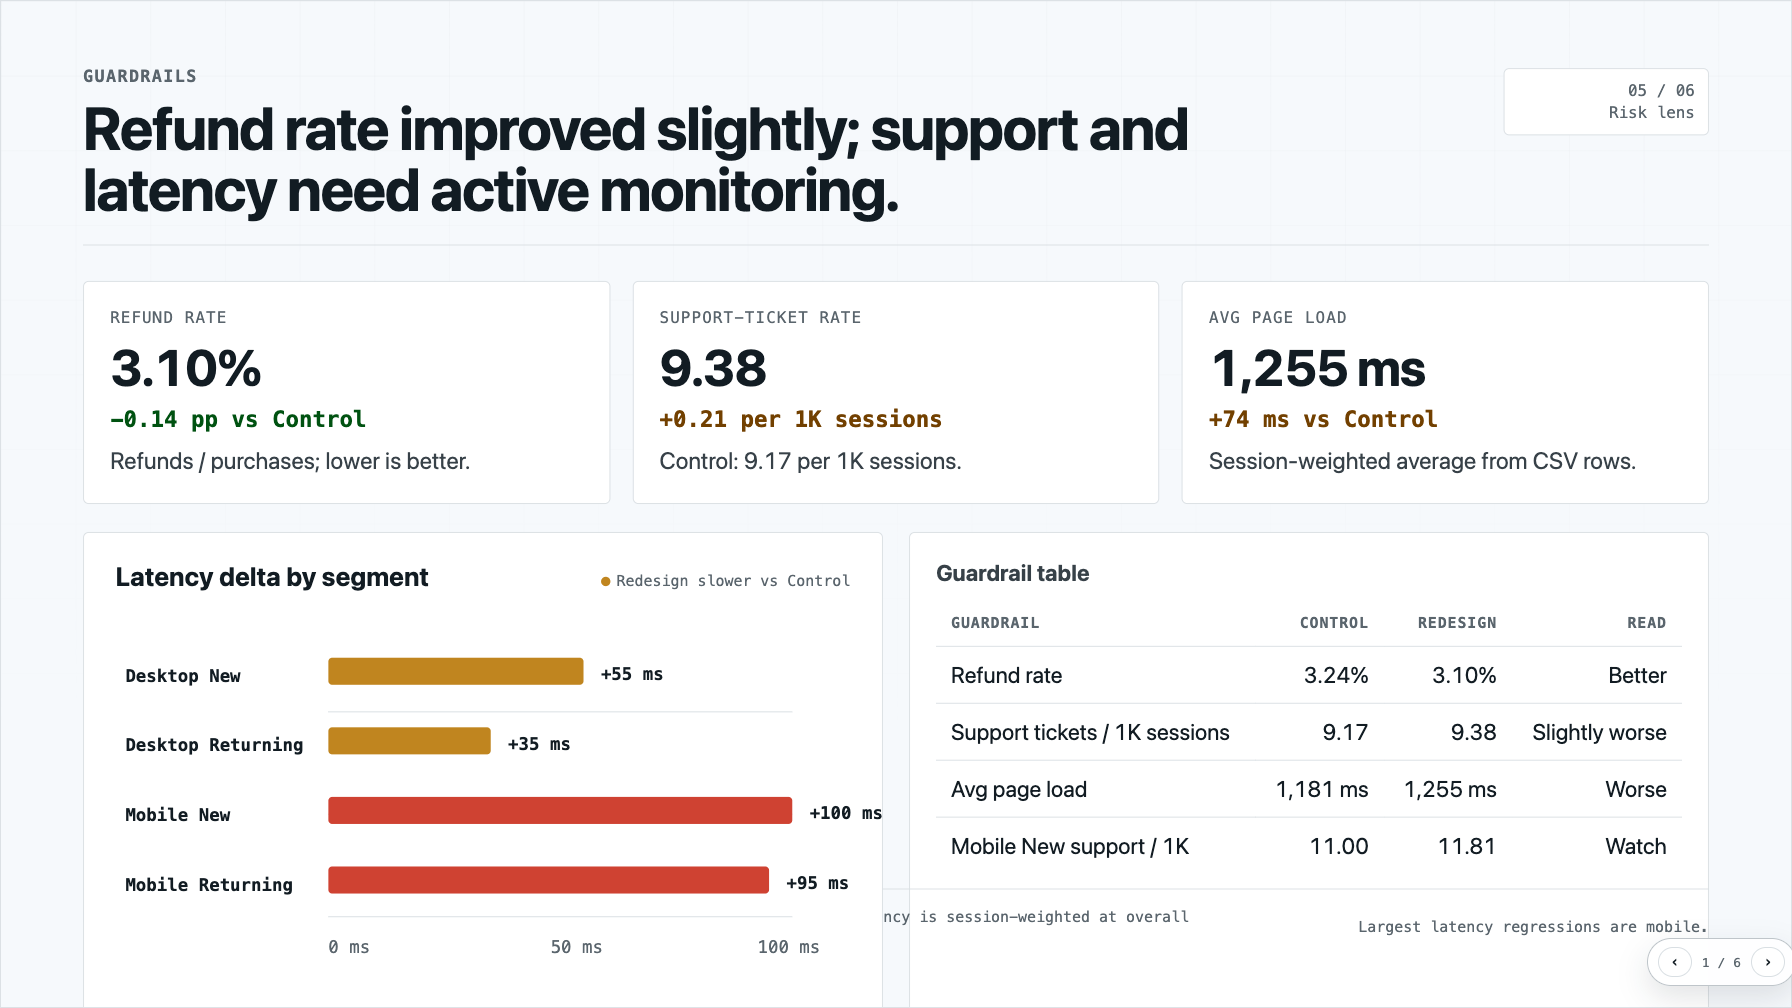 GUARDRAILS
Refund rate improved slightly; support and
latency need active monitoring.
05 / 06
Risk lens
REFUND RATE
3.10%
−0.14 pp vs Control
Refunds / purchases; lower is better.
SUPPORT-TICKET RATE
9.38
+0.21 per 1K sessions
Control: 9.17 per 1K sessions.
AVG PAGE LOAD
1,255 ms
+74 ms vs Control
Session-weighted average from CSV rows.
Latency delta by segment
Redesign slower vs Control
Desktop New +55 ms
Desktop Returning +35 ms
Mobile New +100 ms
Mobile Returning +95 ms
0 ms 50 ms 100 ms
Guardrail table
GUARDRAIL CONTROL REDESIGN READ
Refund rate 3.24% 3.10% Better
Support tickets / 1K sessions 9.17 9.38 Slightly worse
Avg page load 1,181 ms 1,255 ms Worse
Mobile New support / 1K 11.00 11.81 Watch
is session-weighted at overall
Largest latency regressions are mobile.
‹ 1 / 6 ›